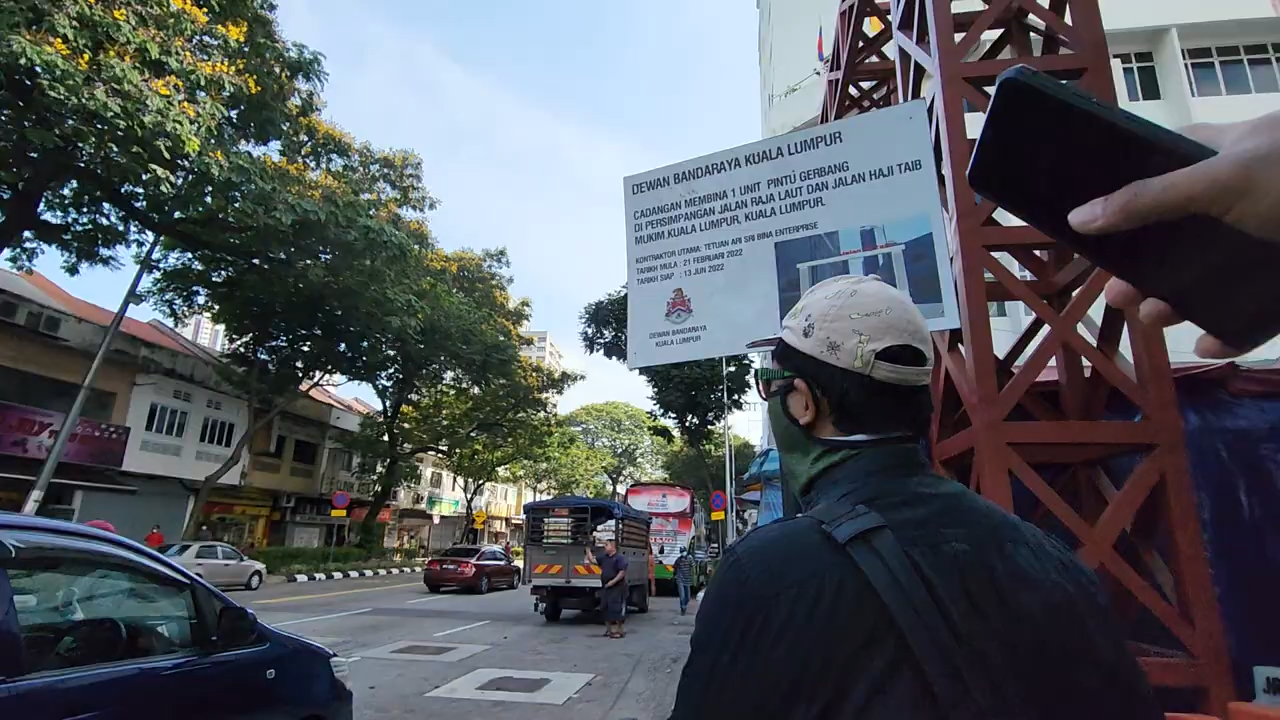 DEWAN BANDARAYA KUALA LUMPUR
CADANGAN MEMBINA 1 UNIT PINTU GERBANG
DI PERSIMPANGAN JALAN RAJA LAUT DAN JALAN HAJI TAIB
MUKIM KUALA LUMPUR. KUALA LUMPUR.
KONTRAKTOR UTAMA: TETUAN ARI SRI BINA ENTERPRISE
TARIKH MULA : 21 FEBRUARI 2022
TARIKH SIAP : 13 JUN 2022
DEWAN BANDARAYA
KUALA LUMPUR